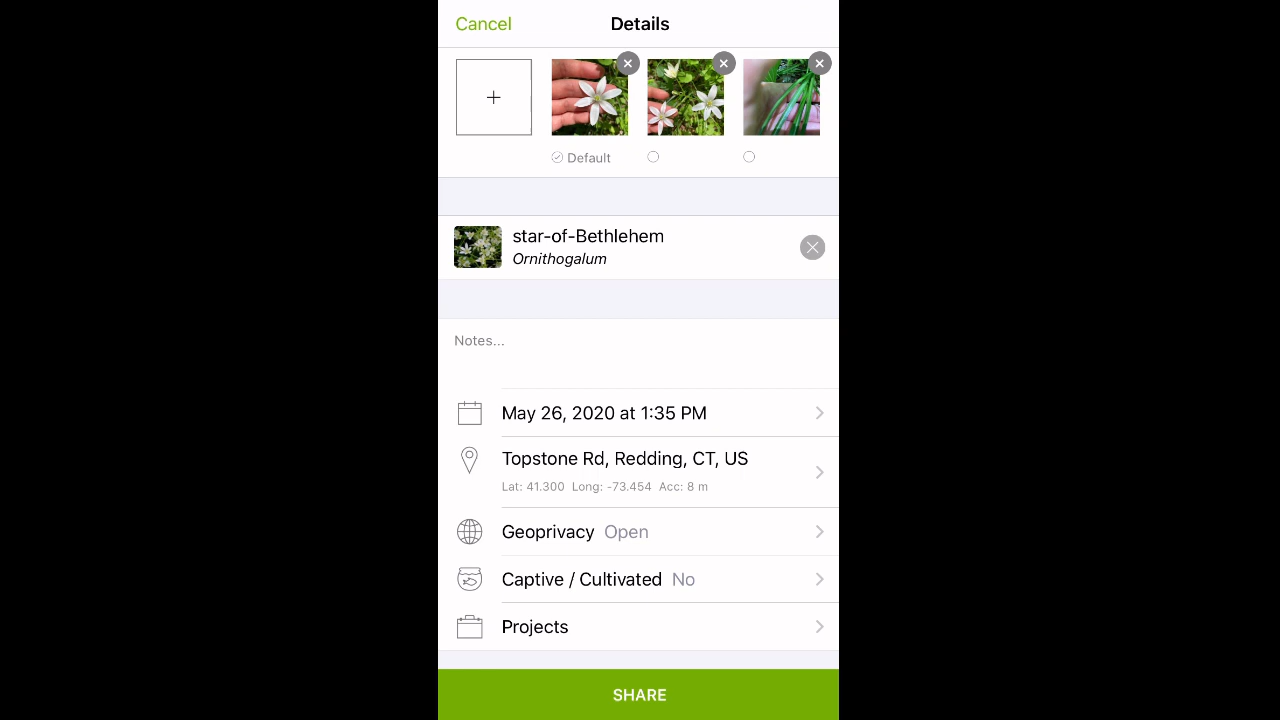 Cancel Details
Default
star-of-Bethlehem
Ornithogalum
Notes...
May 26, 2020 at 1:35 PM
Topstone Rd, Redding, CT, US
Lat: 41.300 Long: -73.454 Acc: 8 m
Geoprivacy Open
Captive / Cultivated No
Projects
SHARE